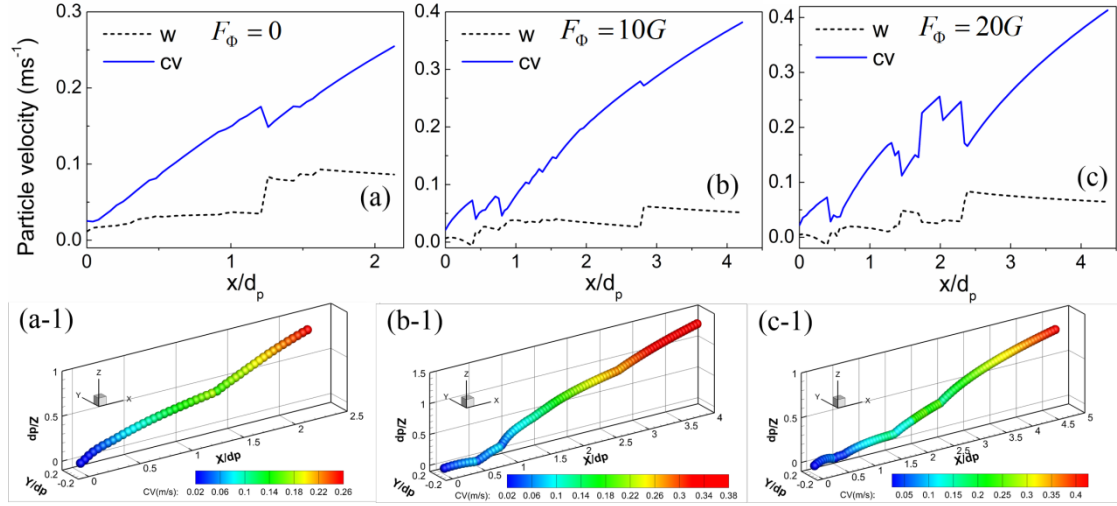 0.3
0.2
0.1
0.0
Particle velocity (ms⁻¹)
w
cv
F_Φ = 0
(a)
0 1 2
x/d_p
0.4
0.3
0.2
0.1
0.0
w
cv
F_Φ = 10G
(b)
0 1 2 3 4
x/d_p
0.4
0.3
0.2
0.1
0.0
w
cv
F_Φ = 20G
(c)
0 1 2 3 4
x/d_p
(a-1)
1
0.5
0
dp/Z
0.2
-0.2
Y/dp
Z
Y
X
0
0.5
1
1.5
2
2.5
X/dp
CV(m/s):
0.02 0.06 0.10 0.14 0.18 0.22 0.26
(b-1)
1.5
1
0.5
0
dp/Z
0.2
-0.2
Y/dp
Z
Y
X
0
0.5
1
1.5
2
2.5
3
3.5
4
X/dp
CV(m/s):
0.02 0.1 0.16 0.22 0.3 0.34 0.38
(c-1)
1
0.5
0
dp/Z
0.2
-0.2
Y/dp
Z
Y
X
0
0.5
1
1.5
2
2.5
3
3.5
4
4.5
5
X/dp
CV(m/s):
0.05 0.1 0.15 0.2 0.25 0.3 0.35 0.4